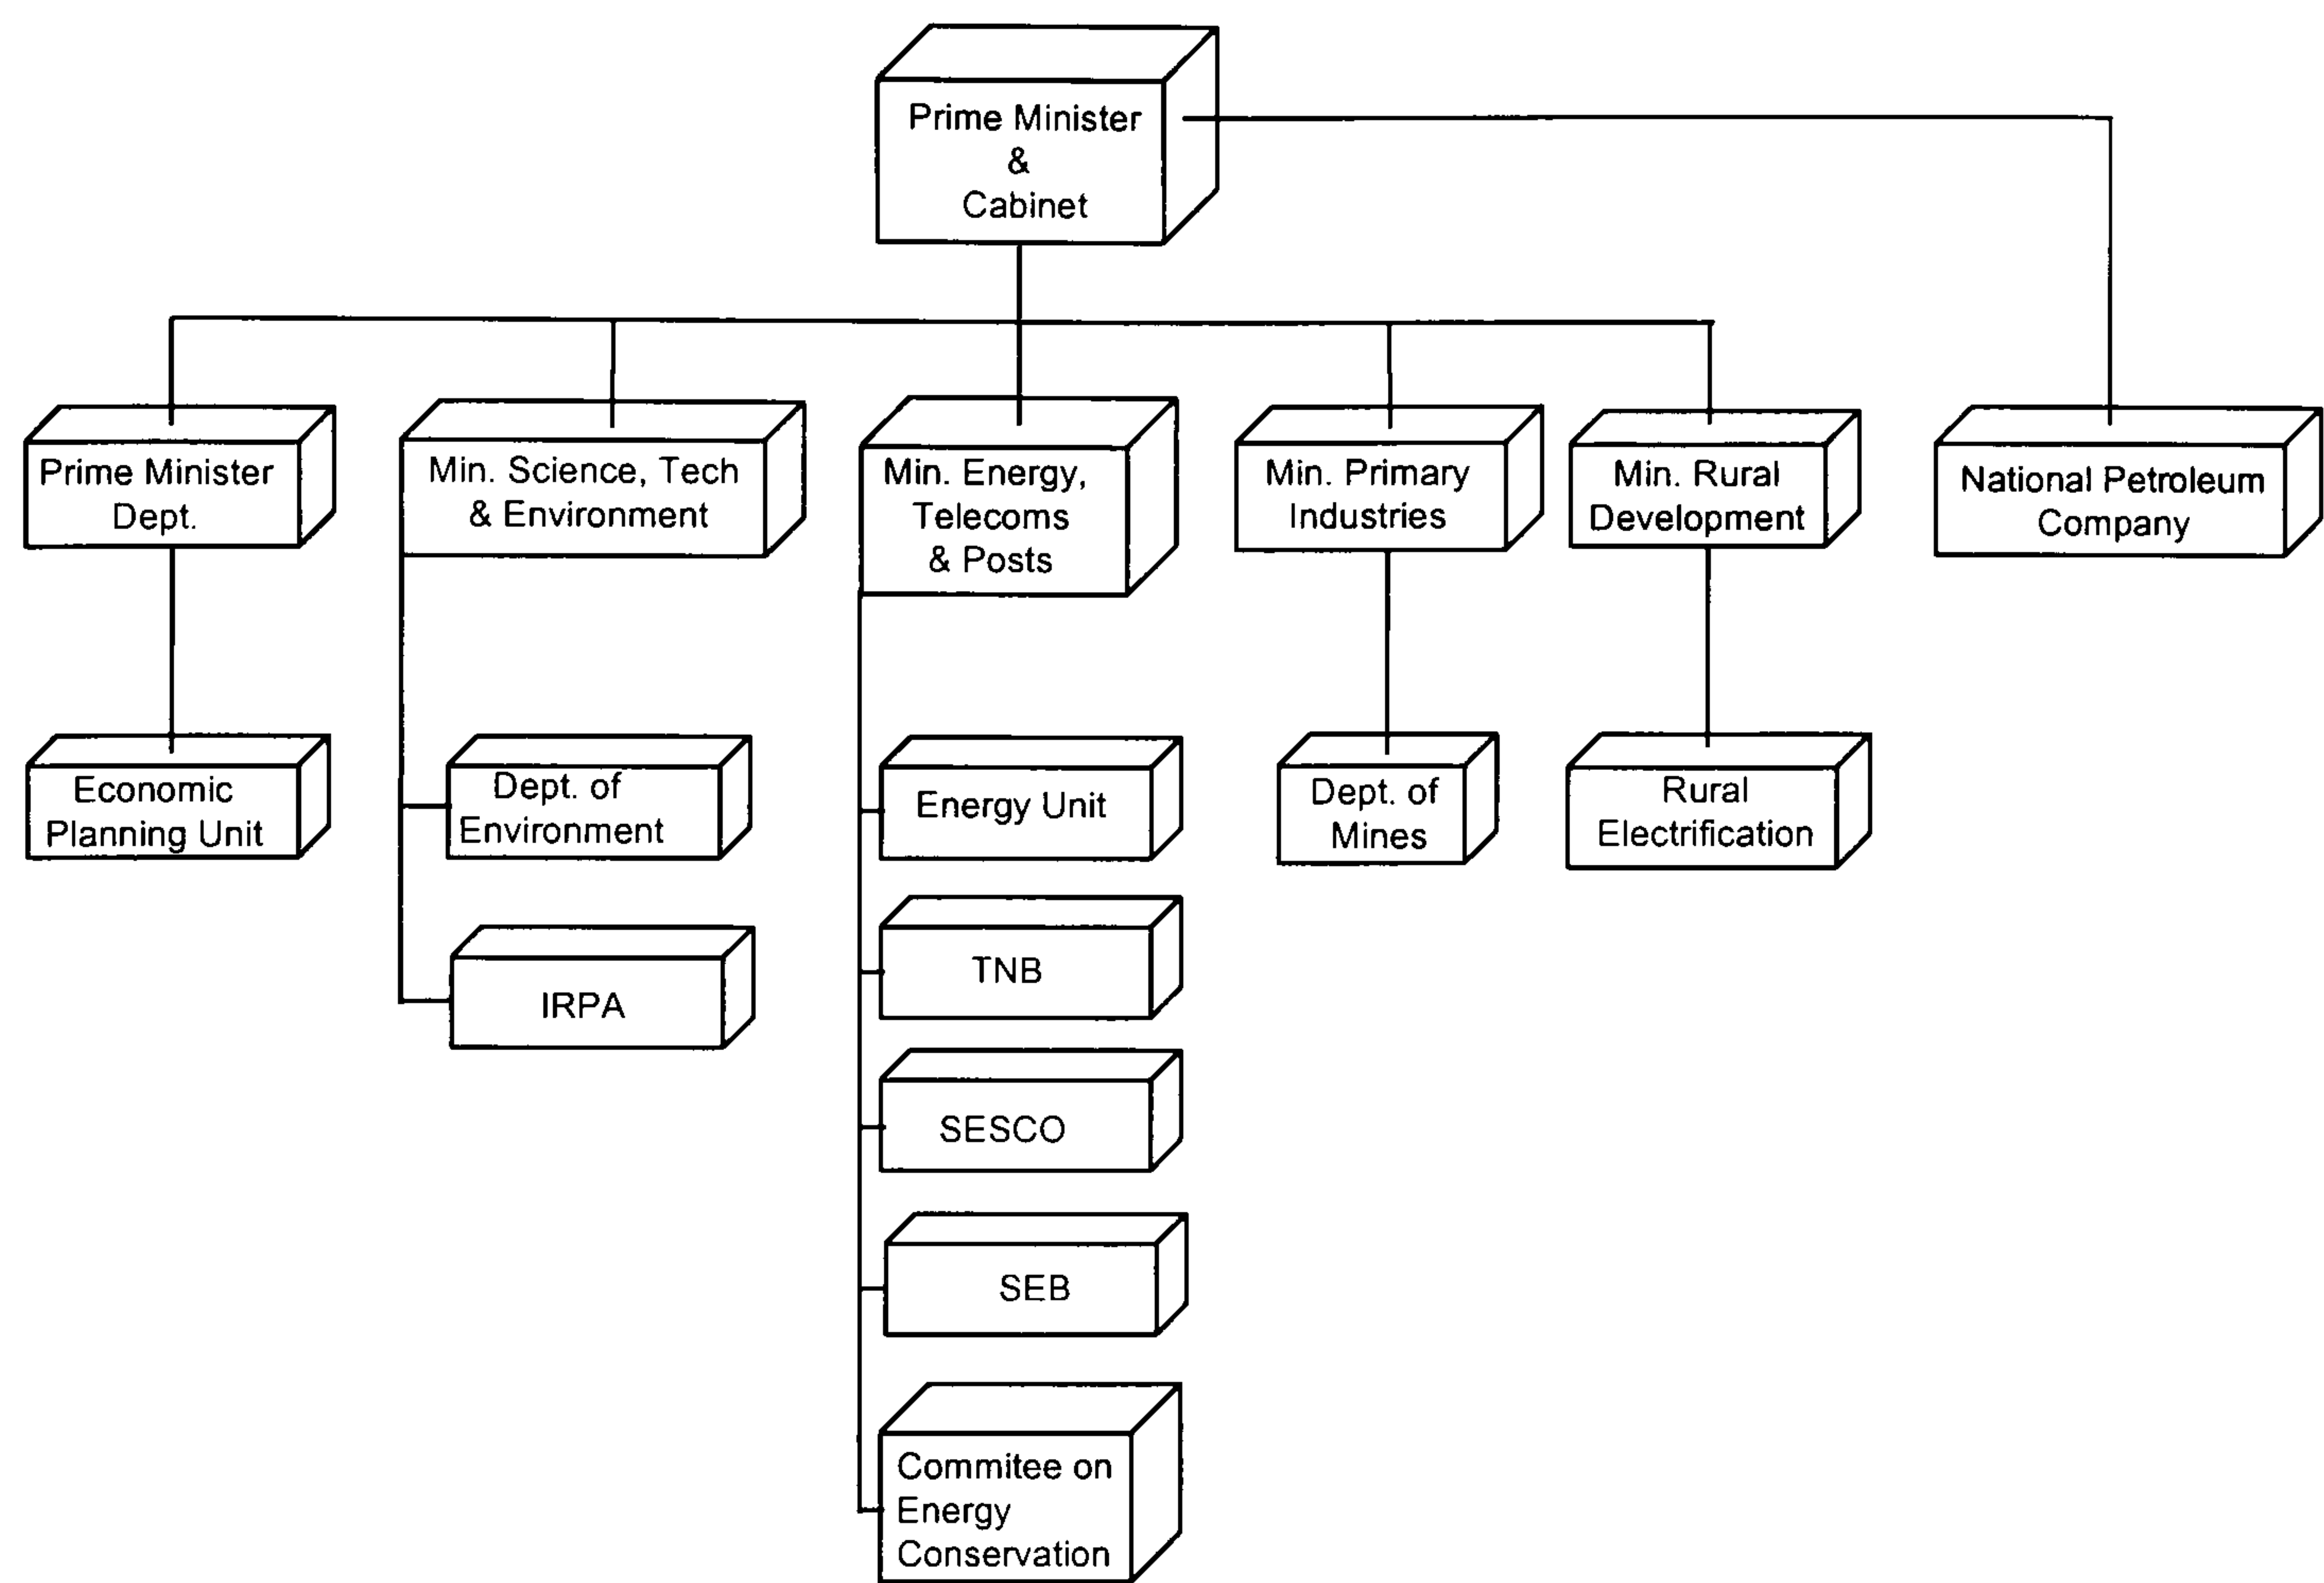 Prime Minister
&
Cabinet
Prime Minister
Dept.
Min. Science, Tech
& Environment
Min. Energy,
Telecoms
& Posts
Min. Primary
Industries
Min. Rural
Development
National Petroleum
Company
Economic
Planning Unit
Dept. of
Environment
Energy Unit
Dept. of
Mines
Rural
Electrification
IRPA
TNB
SESCO
SEB
Commitee on
Energy
Conservation